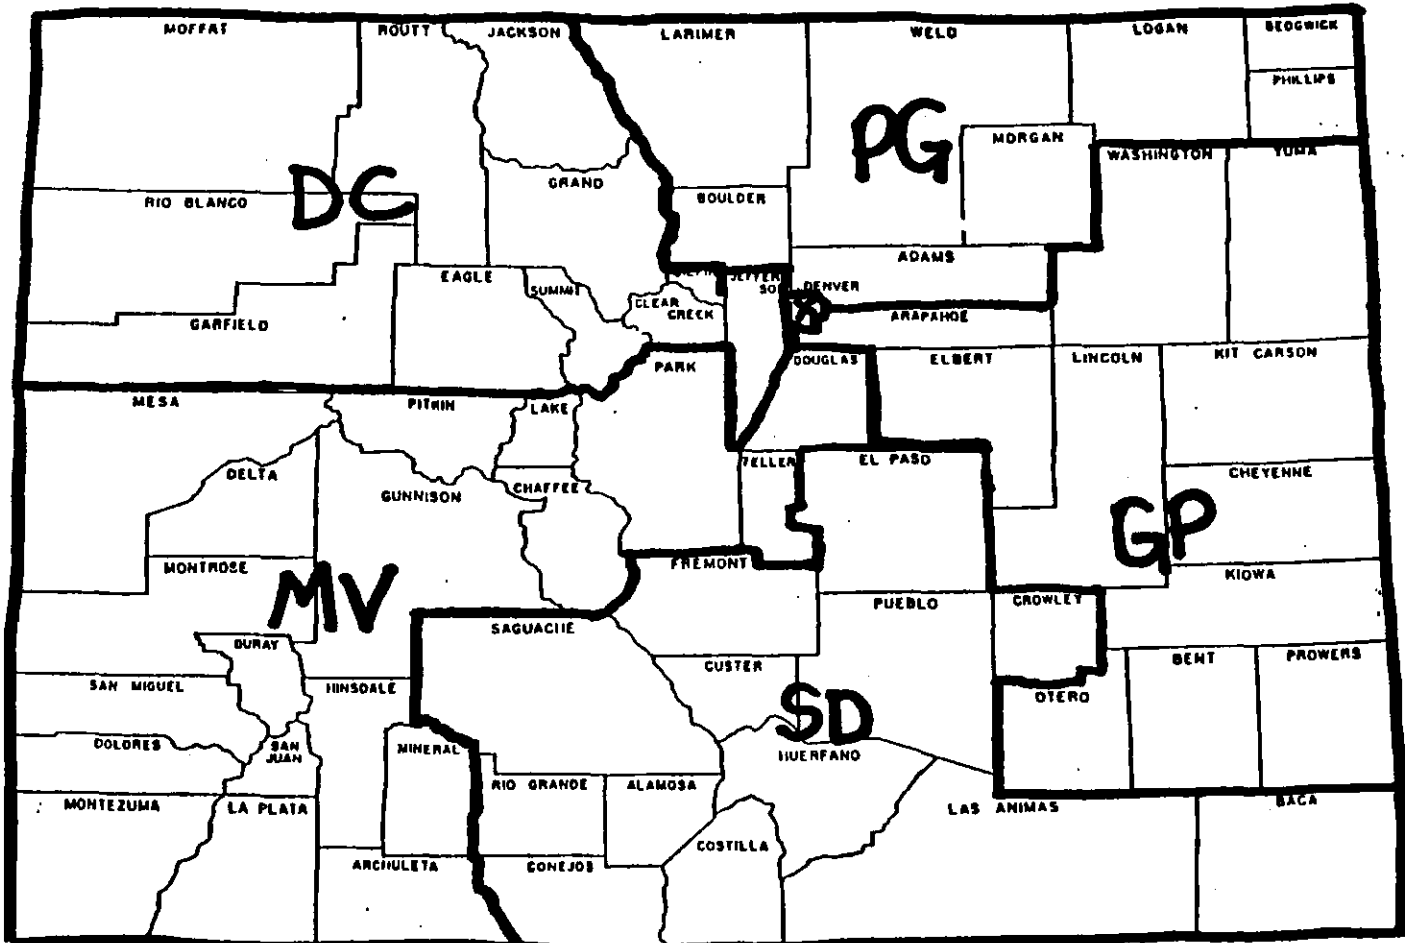 MOFFAT
ROUTT
JACKSON
LARIMER
WELD
LOGAN
SEDGWICK
PHILLIPS
PG
MORGAN
WASHINGTON
YUMA
DC
GRAND
RIO BLANCO
BOULDER
ADAMS
EAGLE
SUMMIT
GILPIN
JEFFER
SO
DENVER
CLEAR
CREEK
GARFIELD
ARAPAHOE
PARK
DOUGLAS
ELBERT
LINCOLN
KIT CARSON
MESA
PITKIN
LAKE
TELLER
EL PASO
DELTA
GUNNISON
CHAFFEE
CHEYENNE
GP
MONTROSE
FREMONT
KIOWA
MV
PUEBLO
CROWLEY
SAGUACHE
OURAY
CUSTER
BENT
PROWERS
SAN MIGUEL
HINSDALE
OTERO
SD
DOLORES
SAN
JUAN
MINERAL
HUERFANO
RIO GRANDE
ALAMOSA
MONTEZUMA
LA PLATA
LAS ANIMAS
BACA
COSTILLA
ARCHULETA
CONEJOS